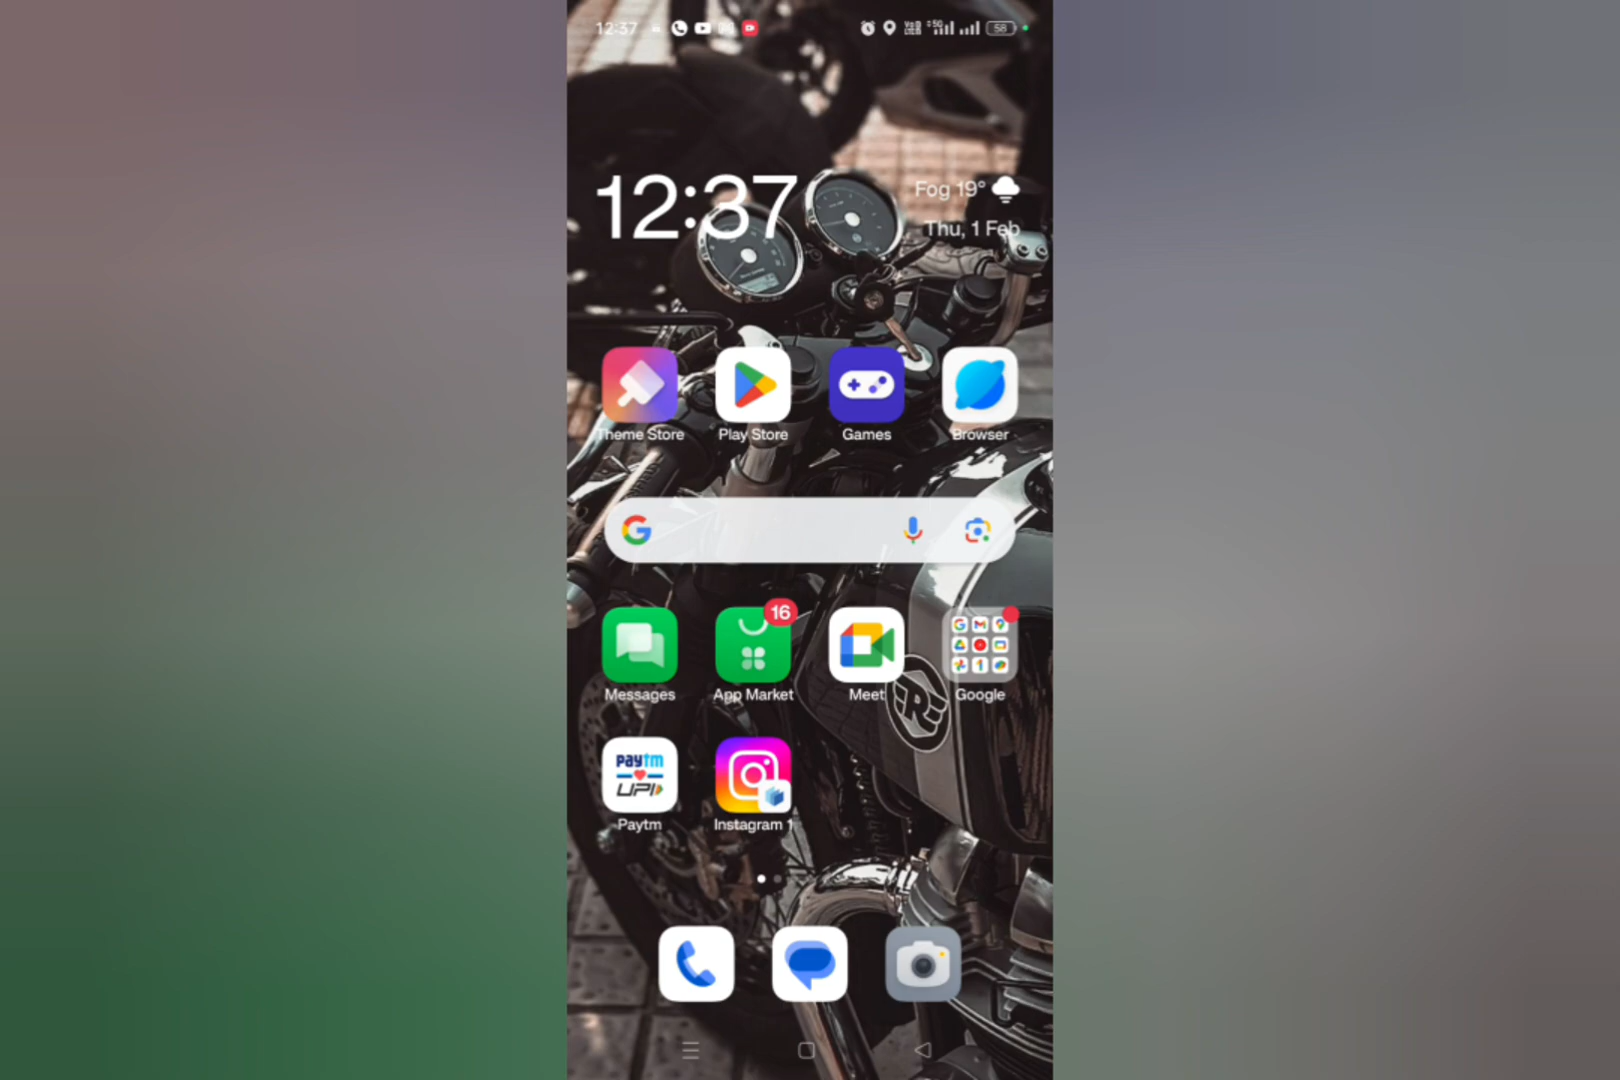 12:37
58
12:37
Fog 19°
Thu, 1 Feb
Theme Store
Play Store
Games
Browser
16
Messages
App Market
Meet
Google
paytm
UPI
Paytm
Instagram 1